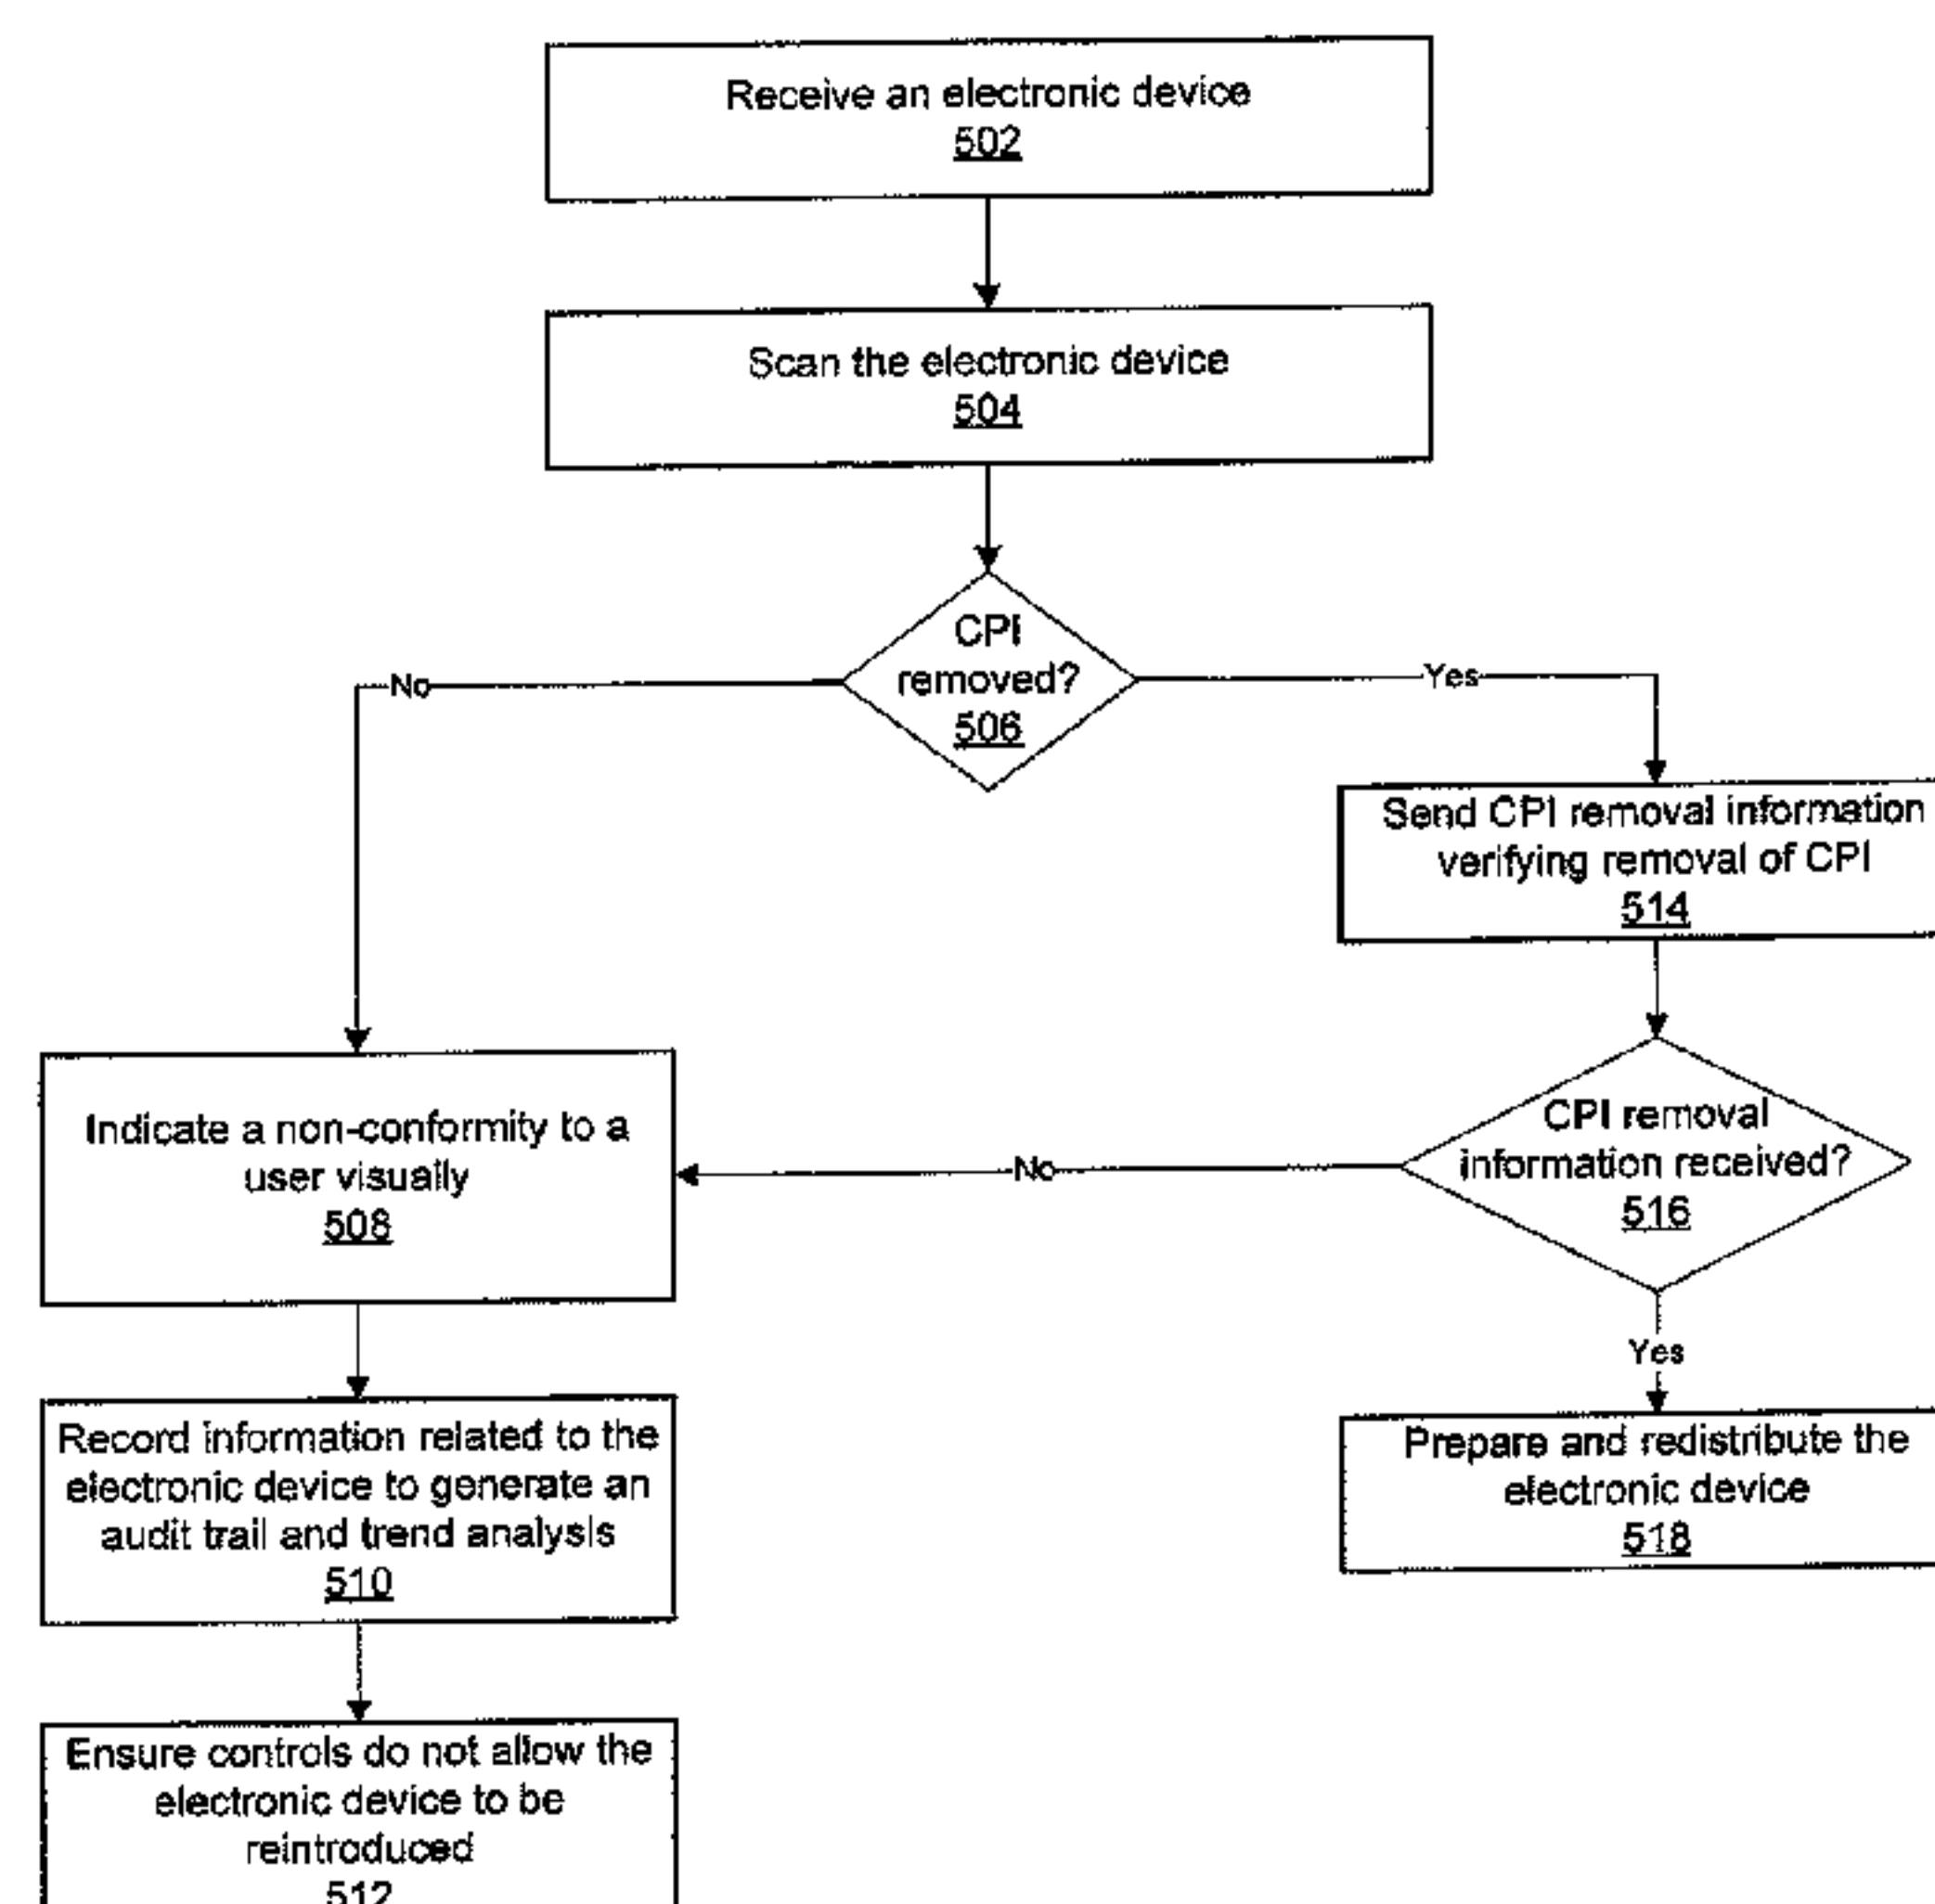 Receive an electronic device
502
Scan the electronic device
504
CPI
removed?
506
No
Yes
Send CPI removal information
verifying removal of CPI
514
Indicate a non-conformity to a
user visually
508
No
CPI removal
information received?
516
Yes
Record information related to the
electronic device to generate an
audit trail and trend analysis
510
Prepare and redistribute the
electronic device
518
Ensure controls do not allow the
electronic device to be
reintroduced
512